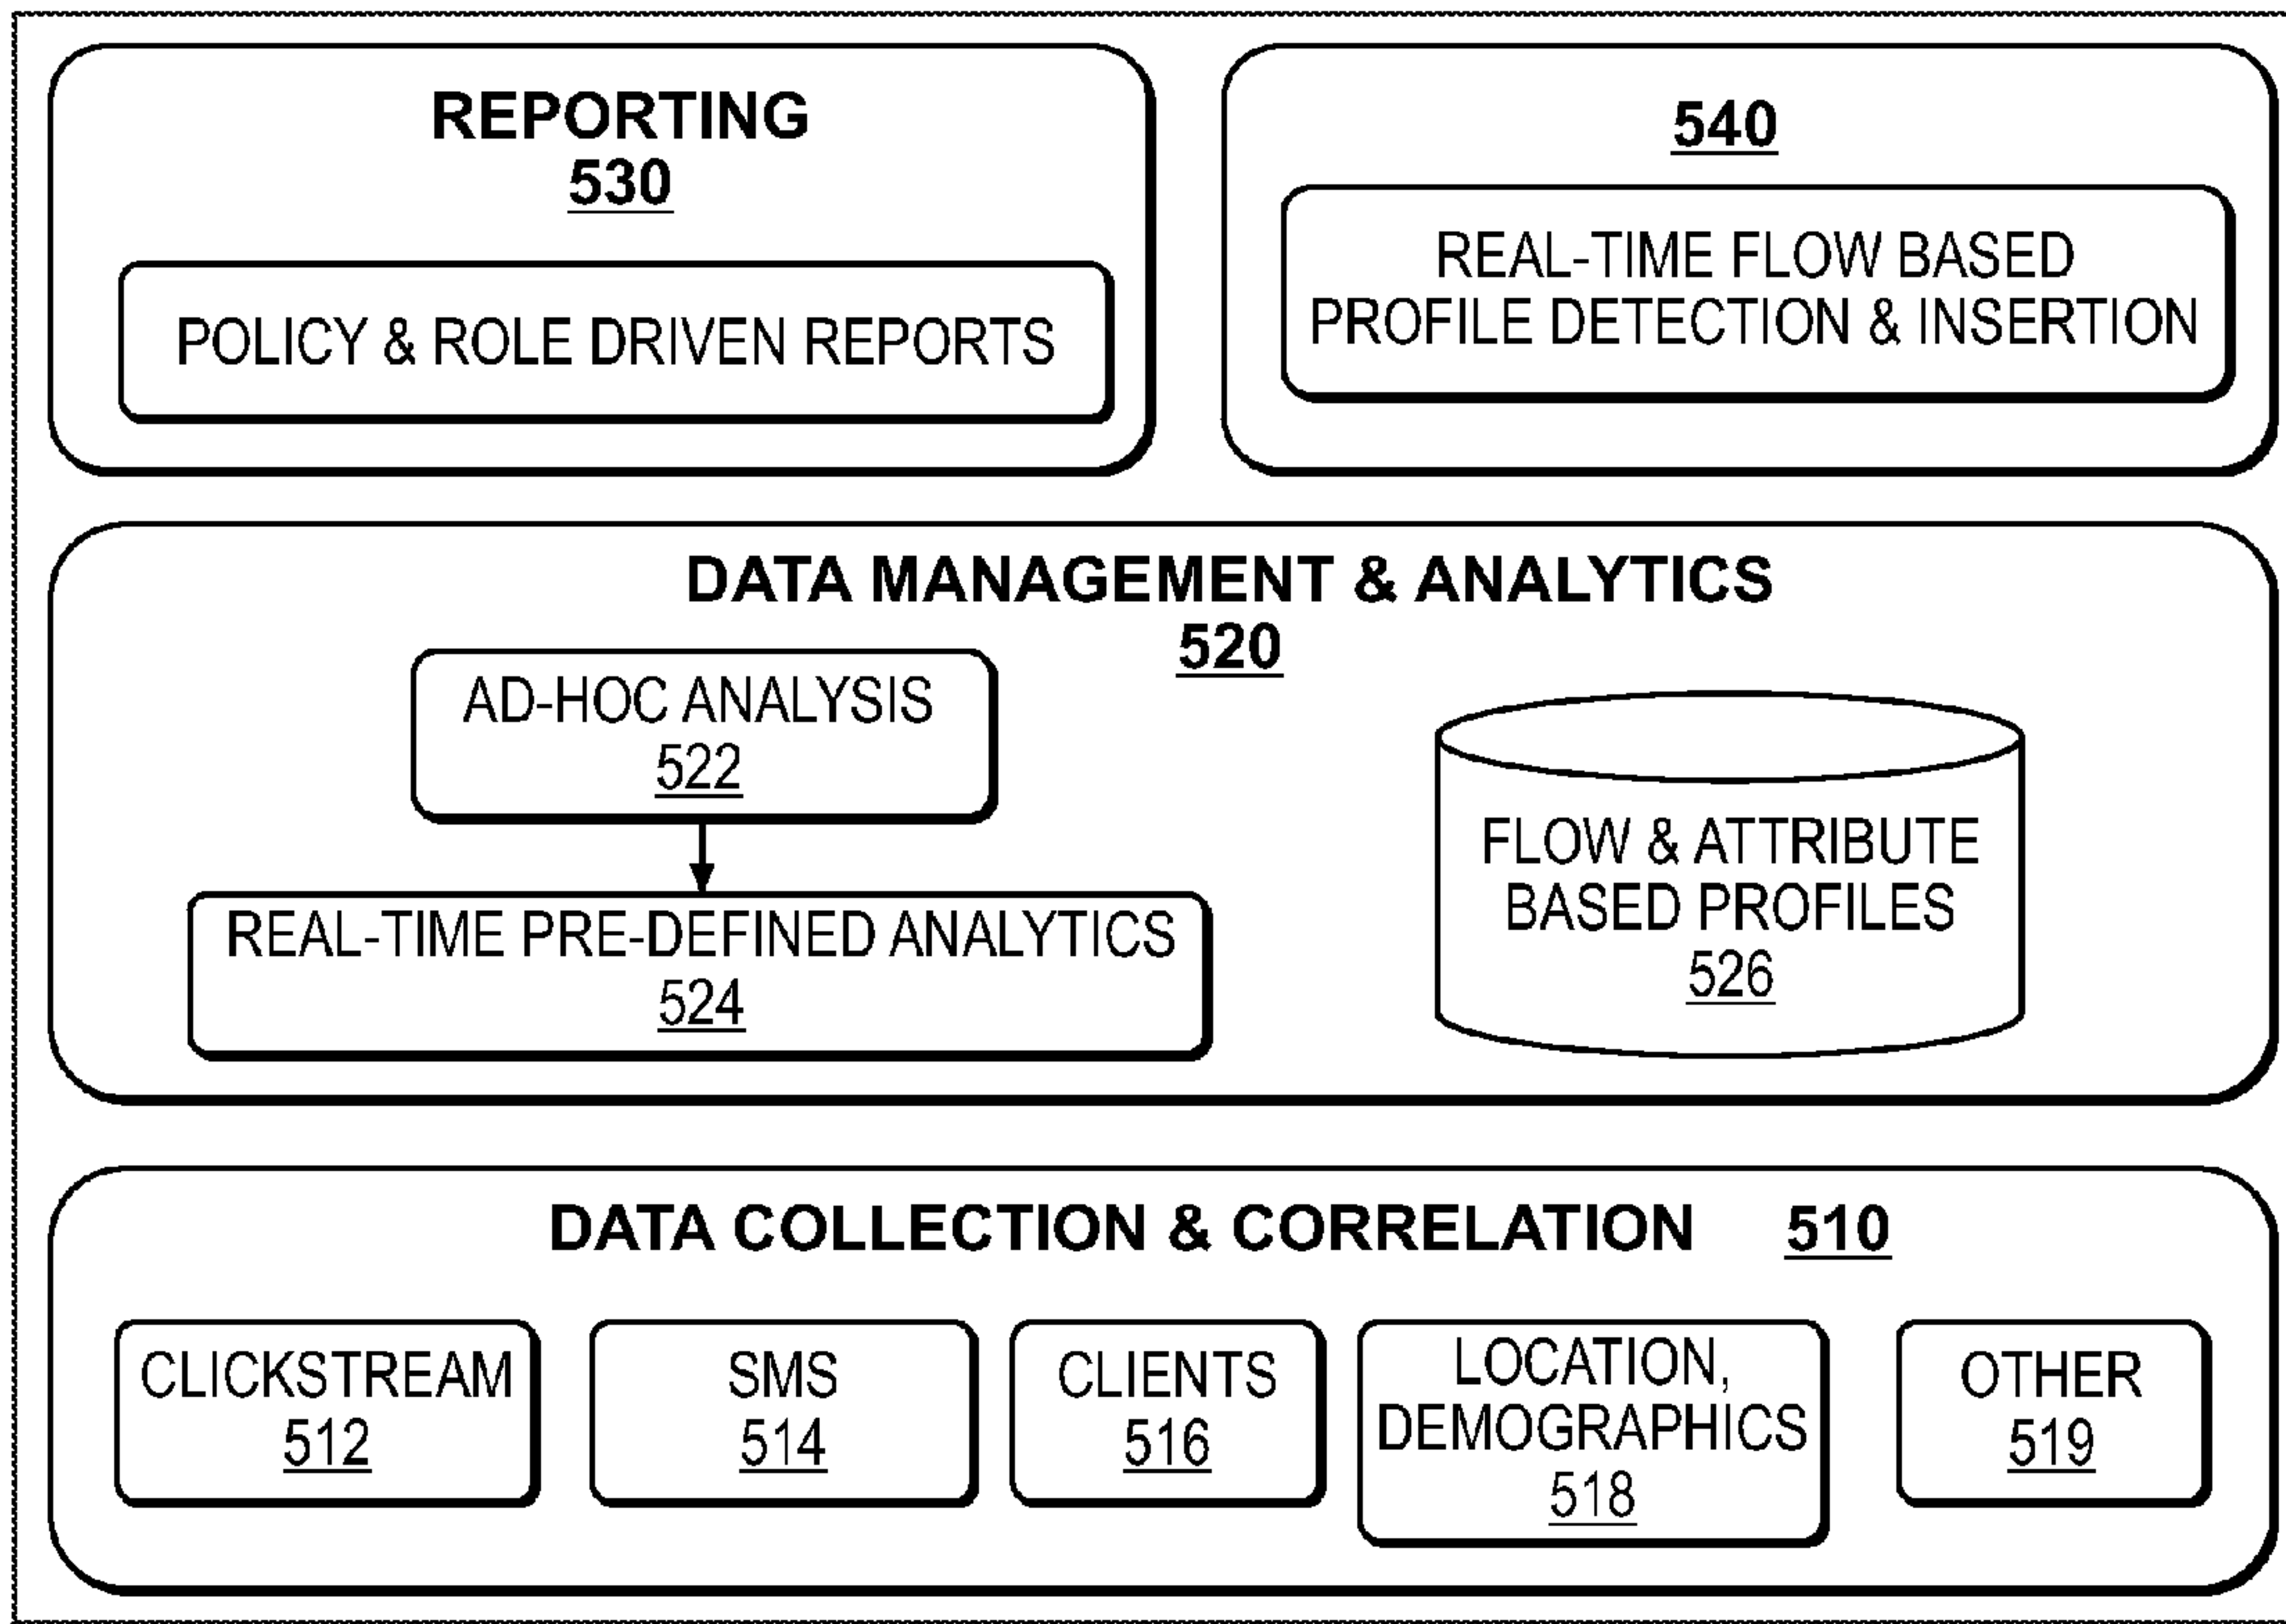 REPORTING
530
POLICY & ROLE DRIVEN REPORTS
540
REAL-TIME FLOW BASED
PROFILE DETECTION & INSERTION
DATA MANAGEMENT & ANALYTICS
520
AD-HOC ANALYSIS
522
REAL-TIME PRE-DEFINED ANALYTICS
524
FLOW & ATTRIBUTE
BASED PROFILES
526
DATA COLLECTION & CORRELATION 510
CLICKSTREAM
512
SMS
514
CLIENTS
516
LOCATION,
DEMOGRAPHICS
518
OTHER
519